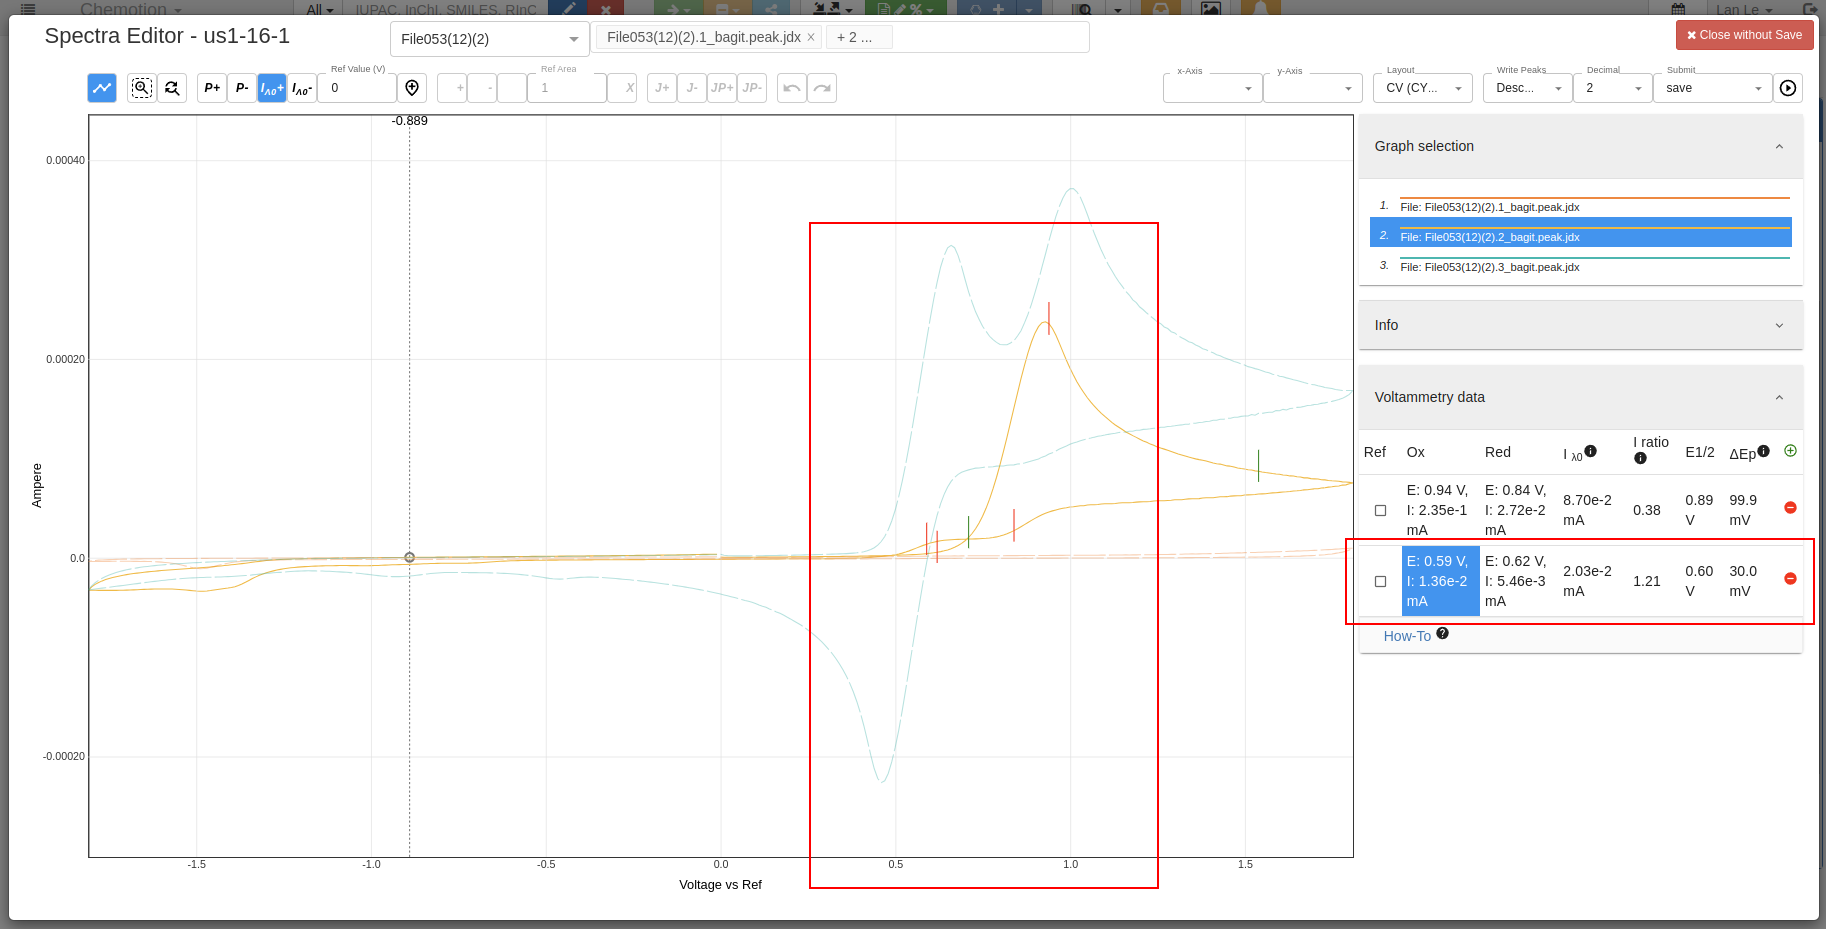 Chemotion
All
IUPAC, InChI, SMILES, RInC
Lan Le
Spectra Editor - us1-16-1
File053(12)(2)
File053(12)(2).1_bagit.peak.jdx ×
+ 2 ...
✖ Close without Save
P+
P-
I λ0 +
I λ0 -
Ref Value (V)
0
+
-
Ref Area
1
X
J+
J-
JP+
JP-
x-Axis
y-Axis
Layout
CV (CY...
Write Peaks
Desc...
Decimal
2
Submit
save
-0.889
0.00040
0.00020
0.0
-0.00020
Ampere
-1.5
-1.0
-0.5
0.0
0.5
1.0
1.5
Voltage vs Ref
Graph selection
1. File: File053(12)(2).1_bagit.peak.jdx
2. File: File053(12)(2).2_bagit.peak.jdx
3. File: File053(12)(2).3_bagit.peak.jdx
Info
Voltammetry data
Ref Ox Red I λ0 I ratio E1/2 ΔEp
E: 0.94 V, I: 2.35e-1 mA
E: 0.84 V, I: 2.72e-2 mA
8.70e-2 mA
0.38
0.89 V
99.9 mV
E: 0.59 V, I: 1.36e-2 mA
E: 0.62 V, I: 5.46e-3 mA
2.03e-2 mA
1.21
0.60 V
30.0 mV
How-To ?